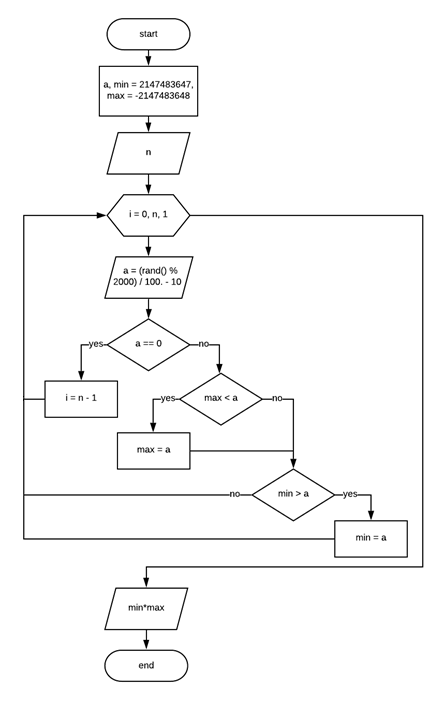 start
a, min = 2147483647,
max = -2147483648
n
i = 0, n, 1
a = (rand() %
2000) / 100. - 10
a == 0
yes
no
i = n - 1
max < a
yes
no
max = a
min > a
no
yes
min = a
min*max
end